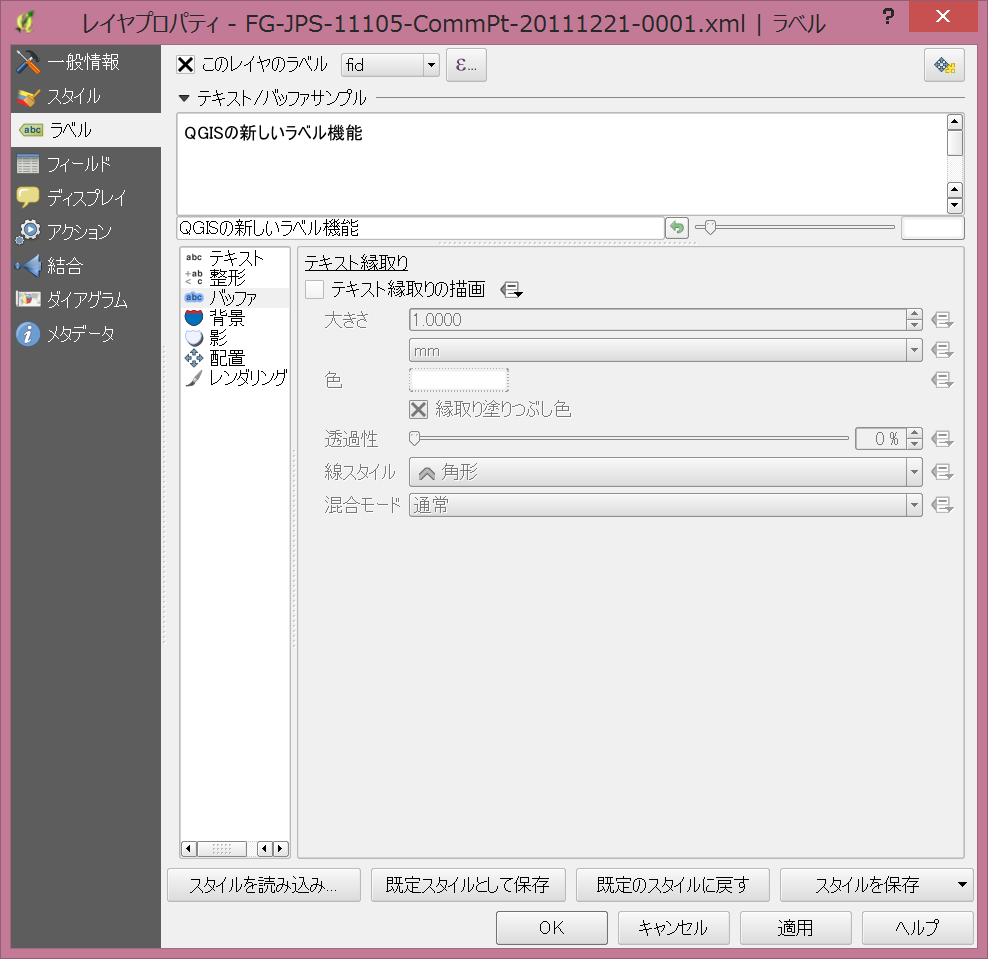 レイヤプロパティ - FG-JPS-11105-CommPt-20111221-0001.xml | ラベル
?
一般情報
スタイル
abc ラベル
フィールド
ディスプレイ
アクション
結合
ダイアグラム
メタデータ
このレイヤのラベル fid ε...
テキスト/バッファサンプル
QGISの新しいラベル機能
QGISの新しいラベル機能
abc テキスト
+ab < c 整形
abc バッファ
背景
影
配置
レンダリング
テキスト縁取り
テキスト縁取りの描画
大きさ 1.0000
mm
色
縁取り塗りつぶし色
透過性 0 %
線スタイル 角形
混合モード 通常
スタイルを読み込み... 既定スタイルとして保存 既定のスタイルに戻す スタイルを保存
OK キャンセル 適用 ヘルプ